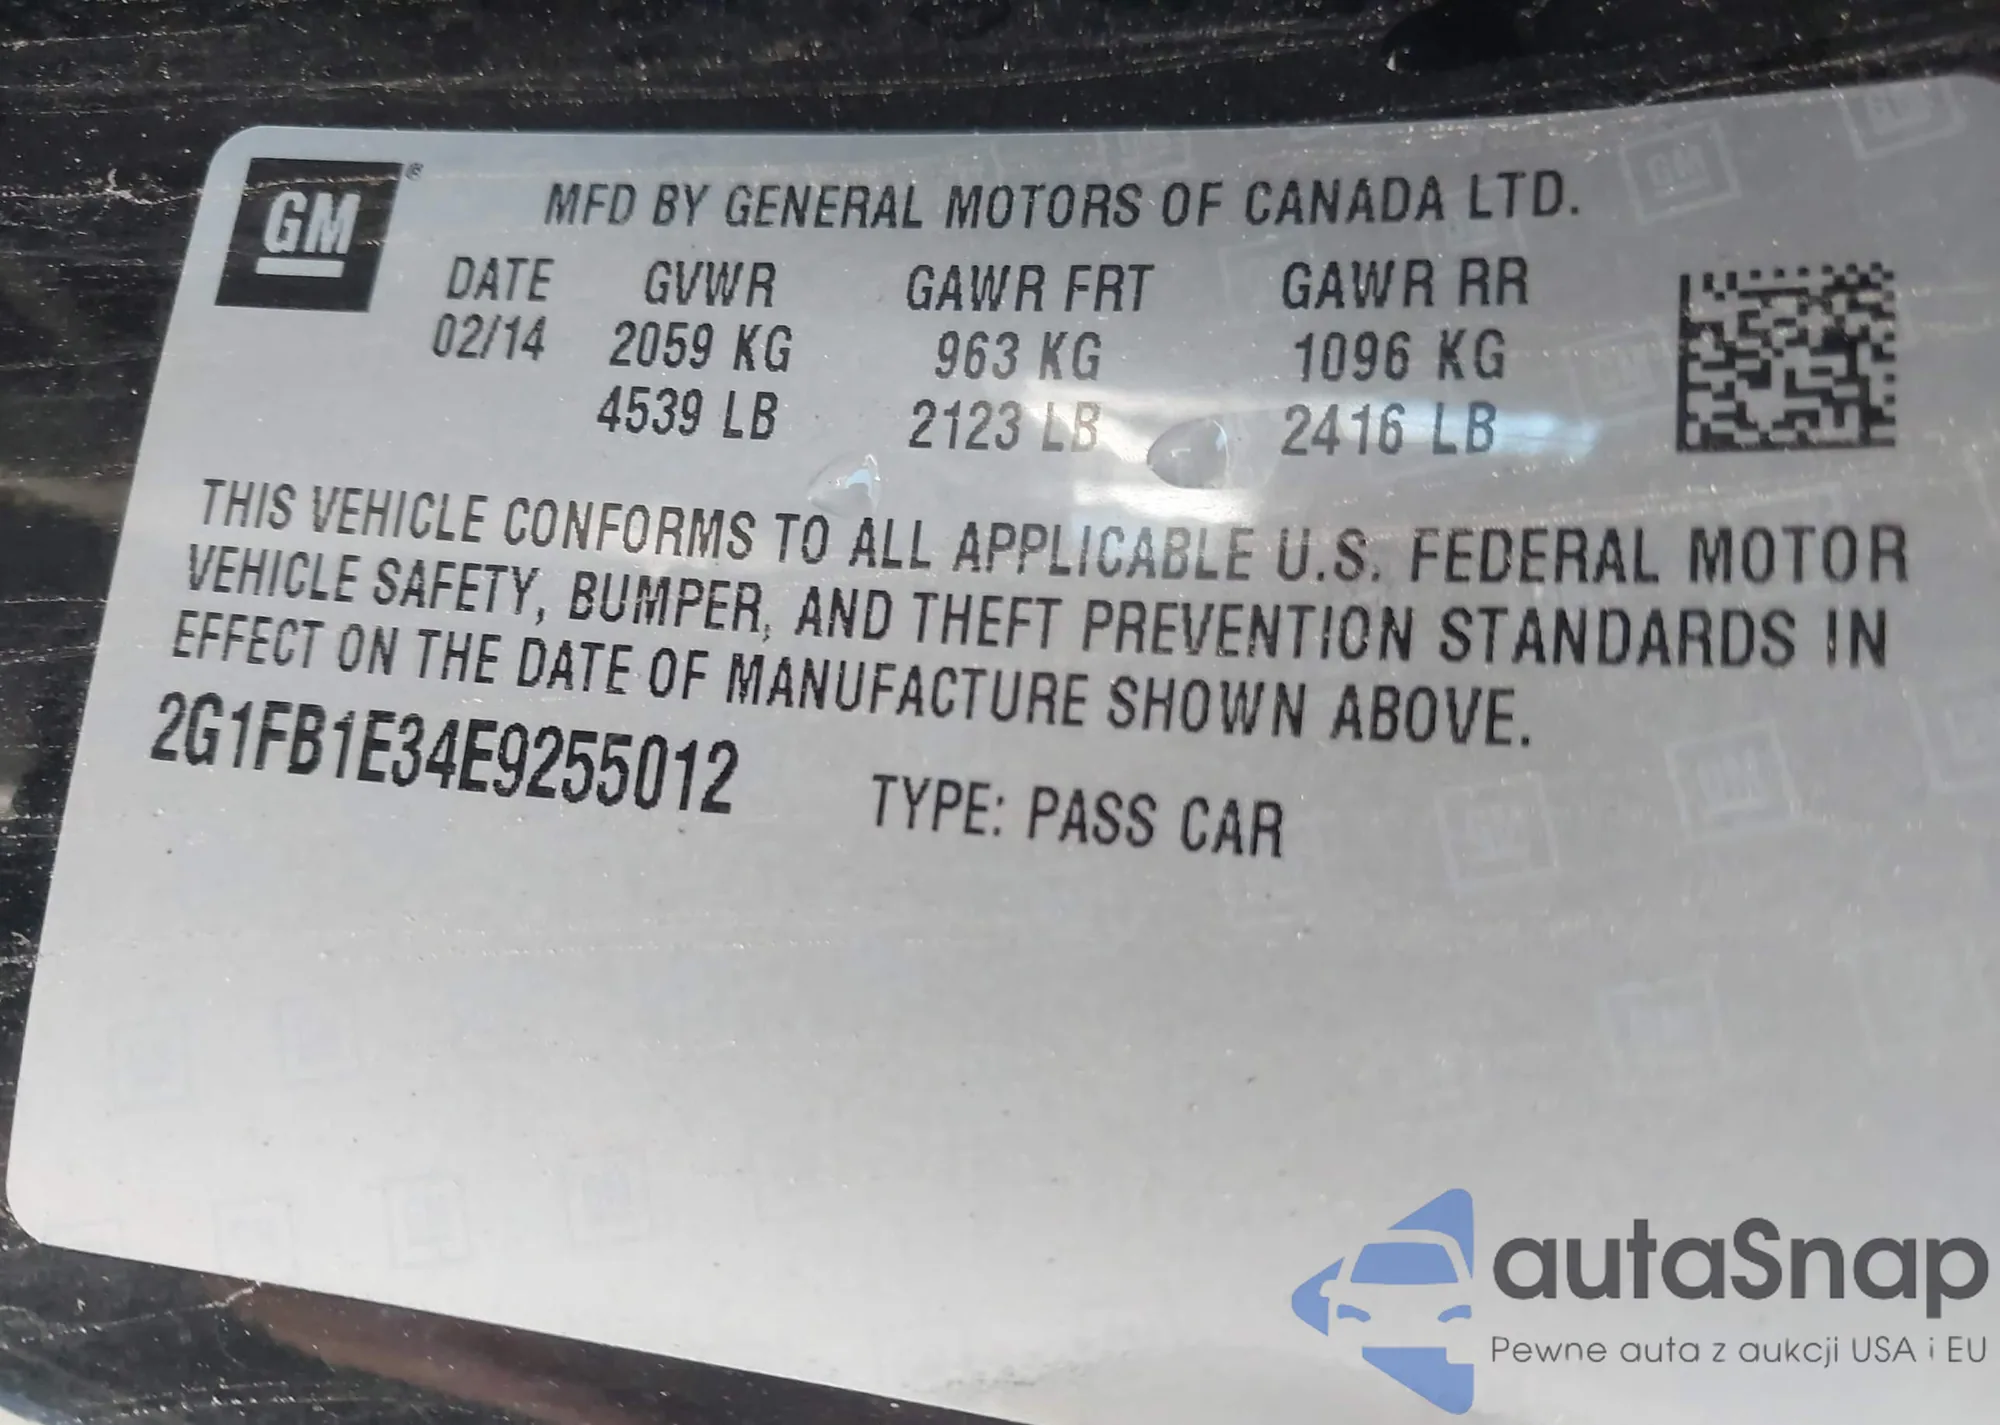 GM®
MFD BY GENERAL MOTORS OF CANADA LTD.
DATE GVWR GAWR FRT GAWR RR
02/14 2059 KG 963 KG 1096 KG
4539 LB 2123 LB 2416 LB
THIS VEHICLE CONFORMS TO ALL APPLICABLE U.S. FEDERAL MOTOR
VEHICLE SAFETY, BUMPER, AND THEFT PREVENTION STANDARDS IN
EFFECT ON THE DATE OF MANUFACTURE SHOWN ABOVE.
2G1FB1E34E9255012 TYPE: PASS CAR
autaSnap
Pewne auta z aukcji USA i EU